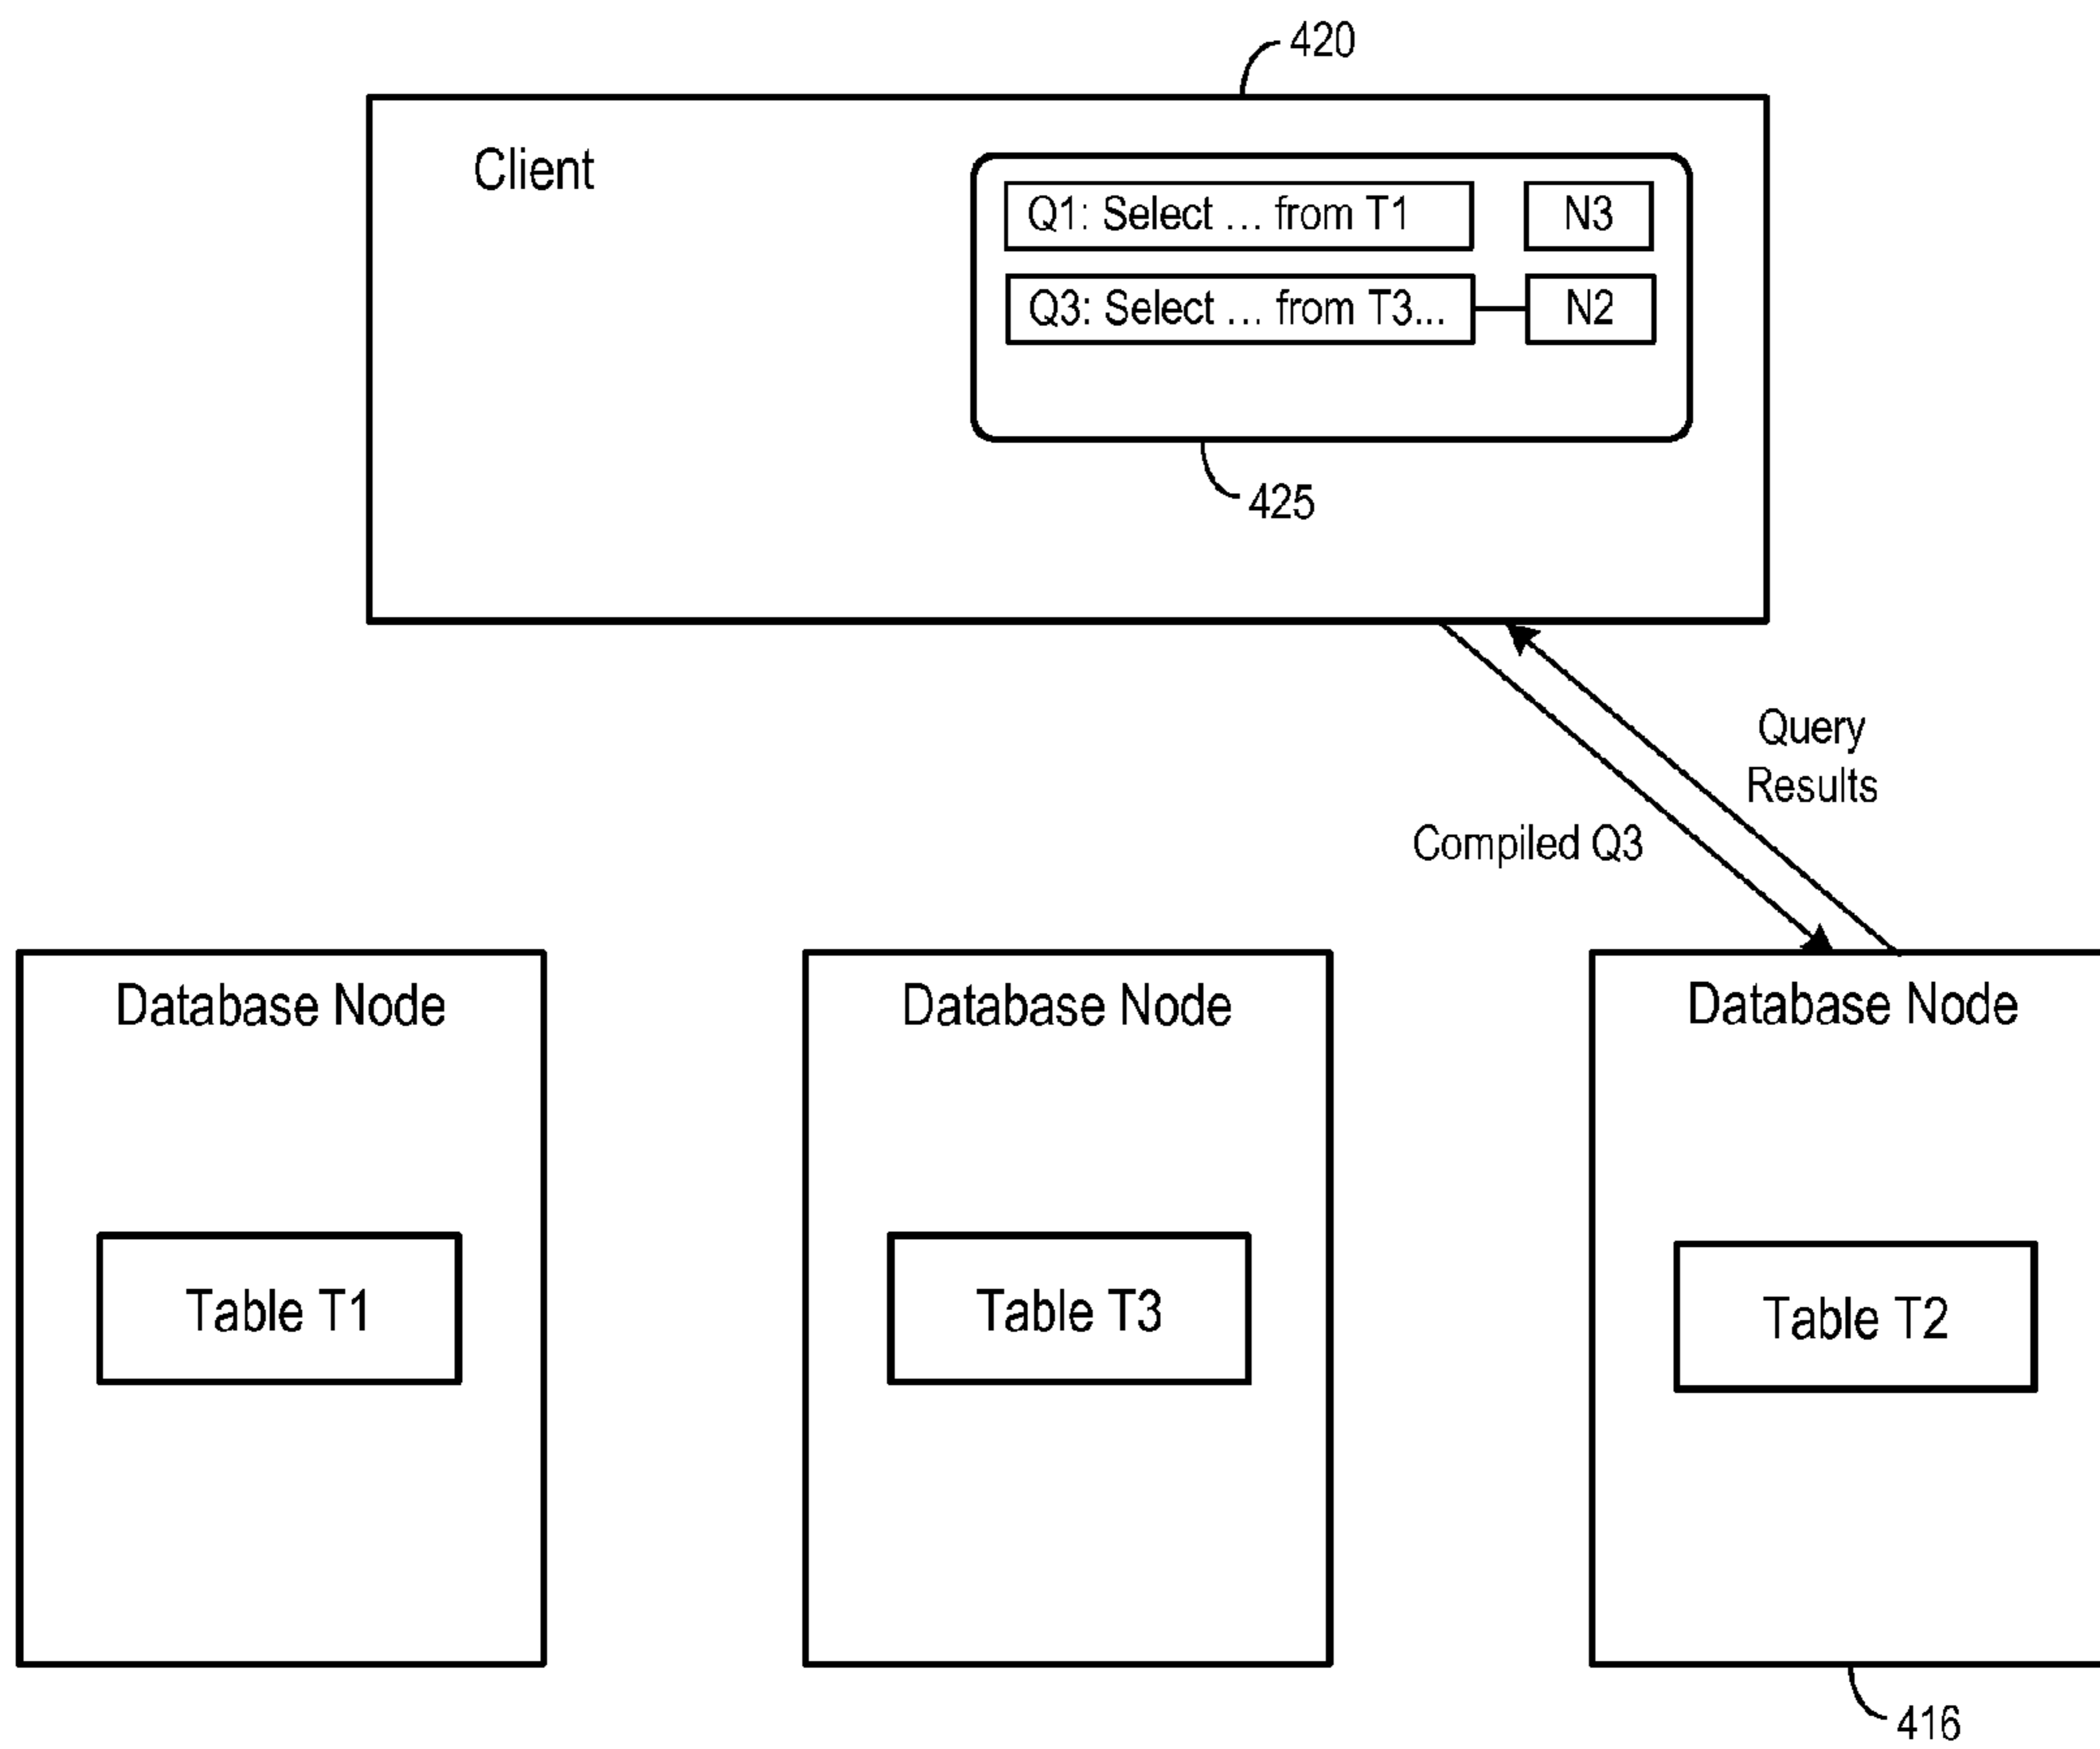 420
Client
Q1: Select ... from T1
N3
Q3: Select ... from T3...
N2
425
Query
Results
Compiled Q3
Database Node
Database Node
Database Node
Table T1
Table T3
Table T2
416